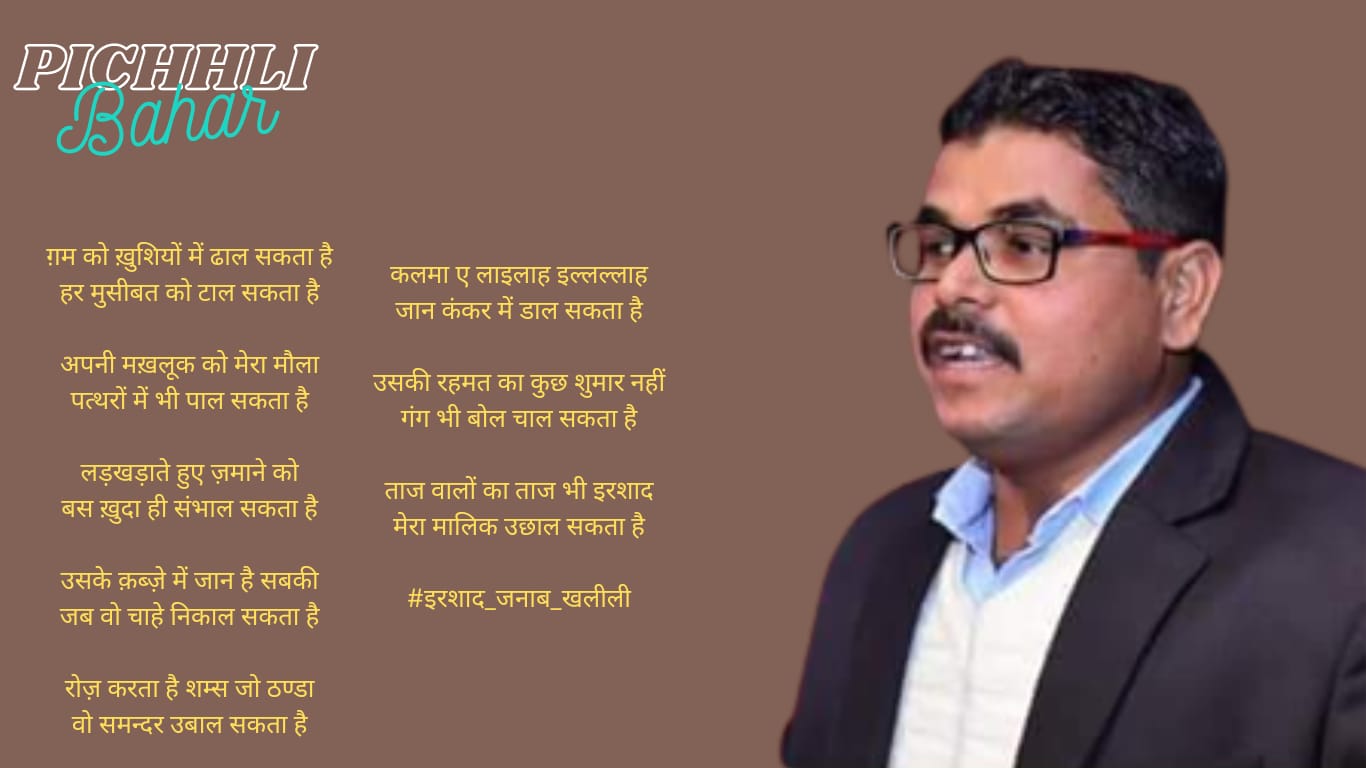 PICHHLI
Bahar
ग़म को ख़ुशियों में ढाल सकता है
हर मुसीबत को टाल सकता है
अपनी मख़लूक को मेरा मौला
पत्थरों में भी पाल सकता है
लड़खड़ाते हुए ज़माने को
बस ख़ुदा ही संभाल सकता है
उसके क़ब्ज़े में जान है सबकी
जब वो चाहे निकाल सकता है
रोज़ करता है शम्स जो ठण्डा
वो समन्दर उबाल सकता है
कलमा ए लाइलाह इल्लल्लाह
जान कंकर में डाल सकता है
उसकी रहमत का कुछ शुमार नहीं
गंग भी बोल चाल सकता है
ताज वालों का ताज भी इरशाद
मेरा मालिक उछाल सकता है
#इरशाद_जनाब_खलीली